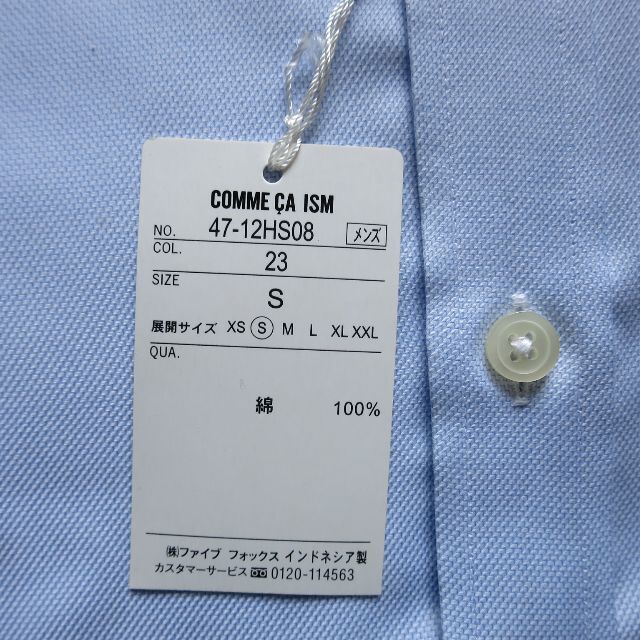 COMME ÇA ISM
NO. 47-12HS08 メンズ
COL. 23
SIZE S
展開サイズ XS S M L XL XXL
QUA.
綿 100%
㈱ファイブ フォックス インドネシア製
カスタマーサービス 0120-114563